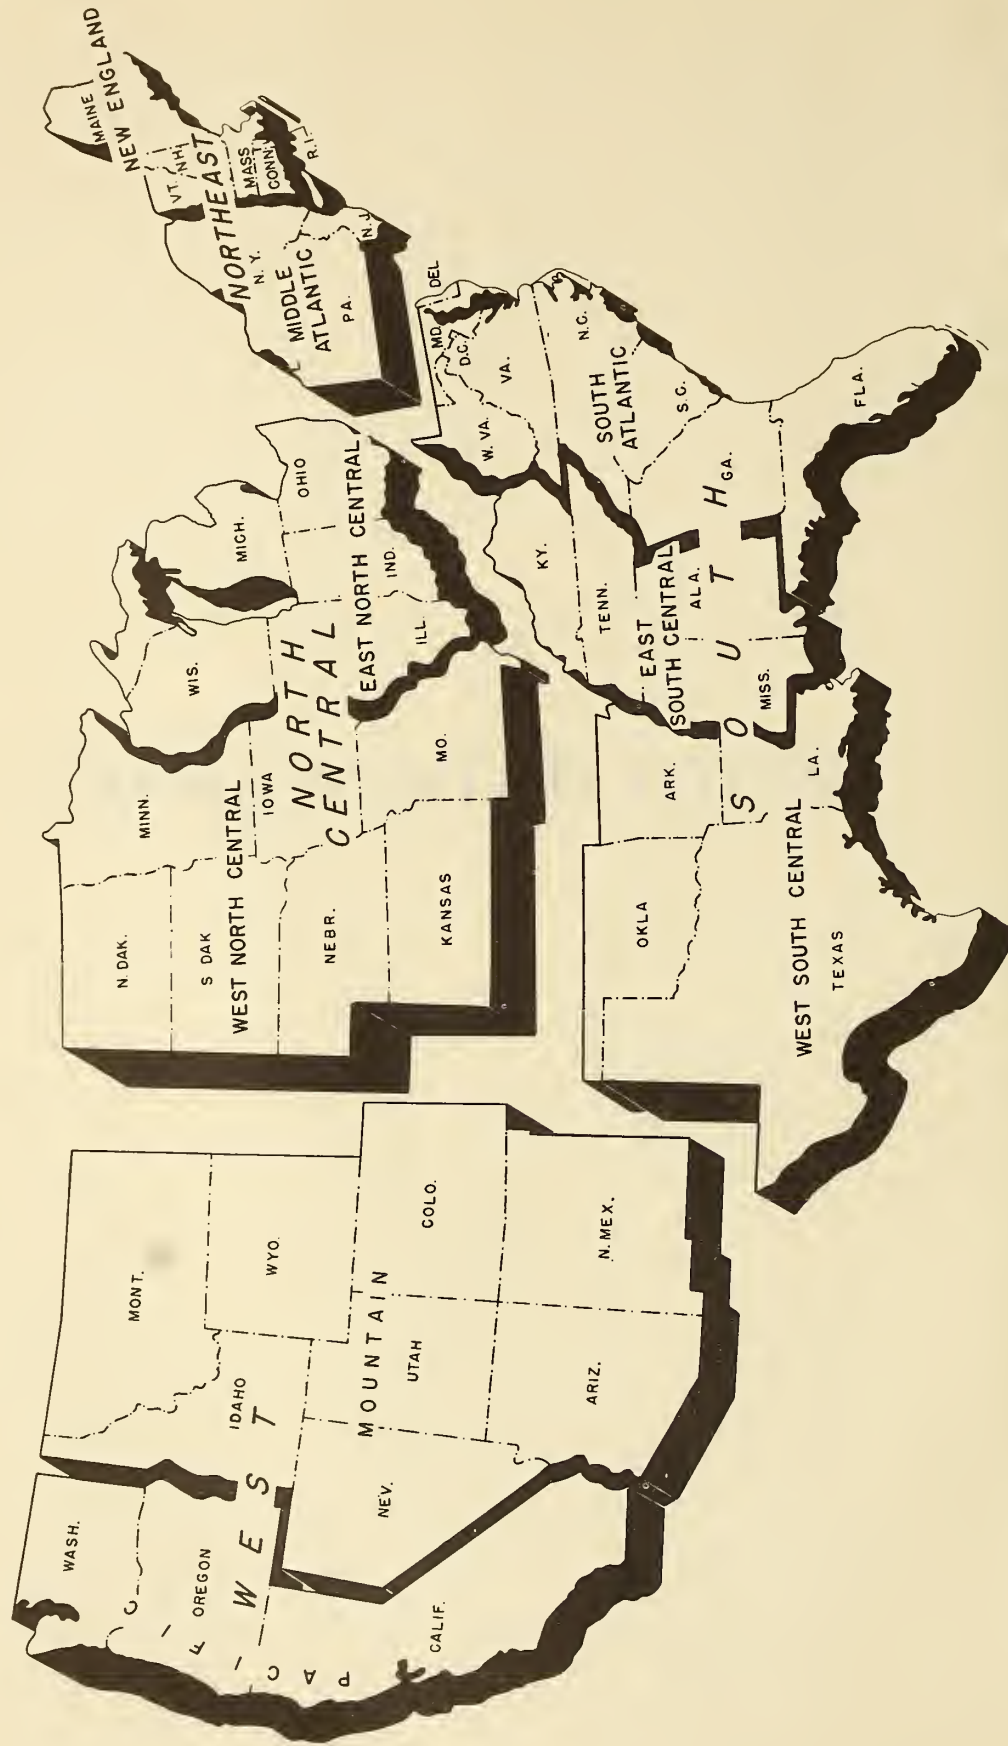 WASH.
OREGON
CALIF.
PACIFIC
WEST
MONT.
IDAHO
WYO.
NEV.
UTAH
COLO.
ARIZ.
N. MEX.
MOUNTAIN
N. DAK.
S DAK
NEBR.
KANSAS
MINN.
IOWA
MO.
WEST NORTH CENTRAL
NORTH
CENTRAL
WIS.
MICH.
ILL.
IND.
OHIO
EAST NORTH CENTRAL
MAINE
NEW ENGLAND
VT.
NH.
MASS
CONN.
R.I.
NORTHEAST
N. Y.
MIDDLE
ATLANTIC
PA.
N.J.
OKLA
ARK.
TEXAS
LA.
WEST SOUTH CENTRAL
SOUTH
KY.
TENN.
MISS.
ALA.
EAST
SOUTH CENTRAL
DEL
MD.
D.C.
W. VA.
VA.
N.C.
S.C.
GA.
FLA.
SOUTH
ATLANTIC